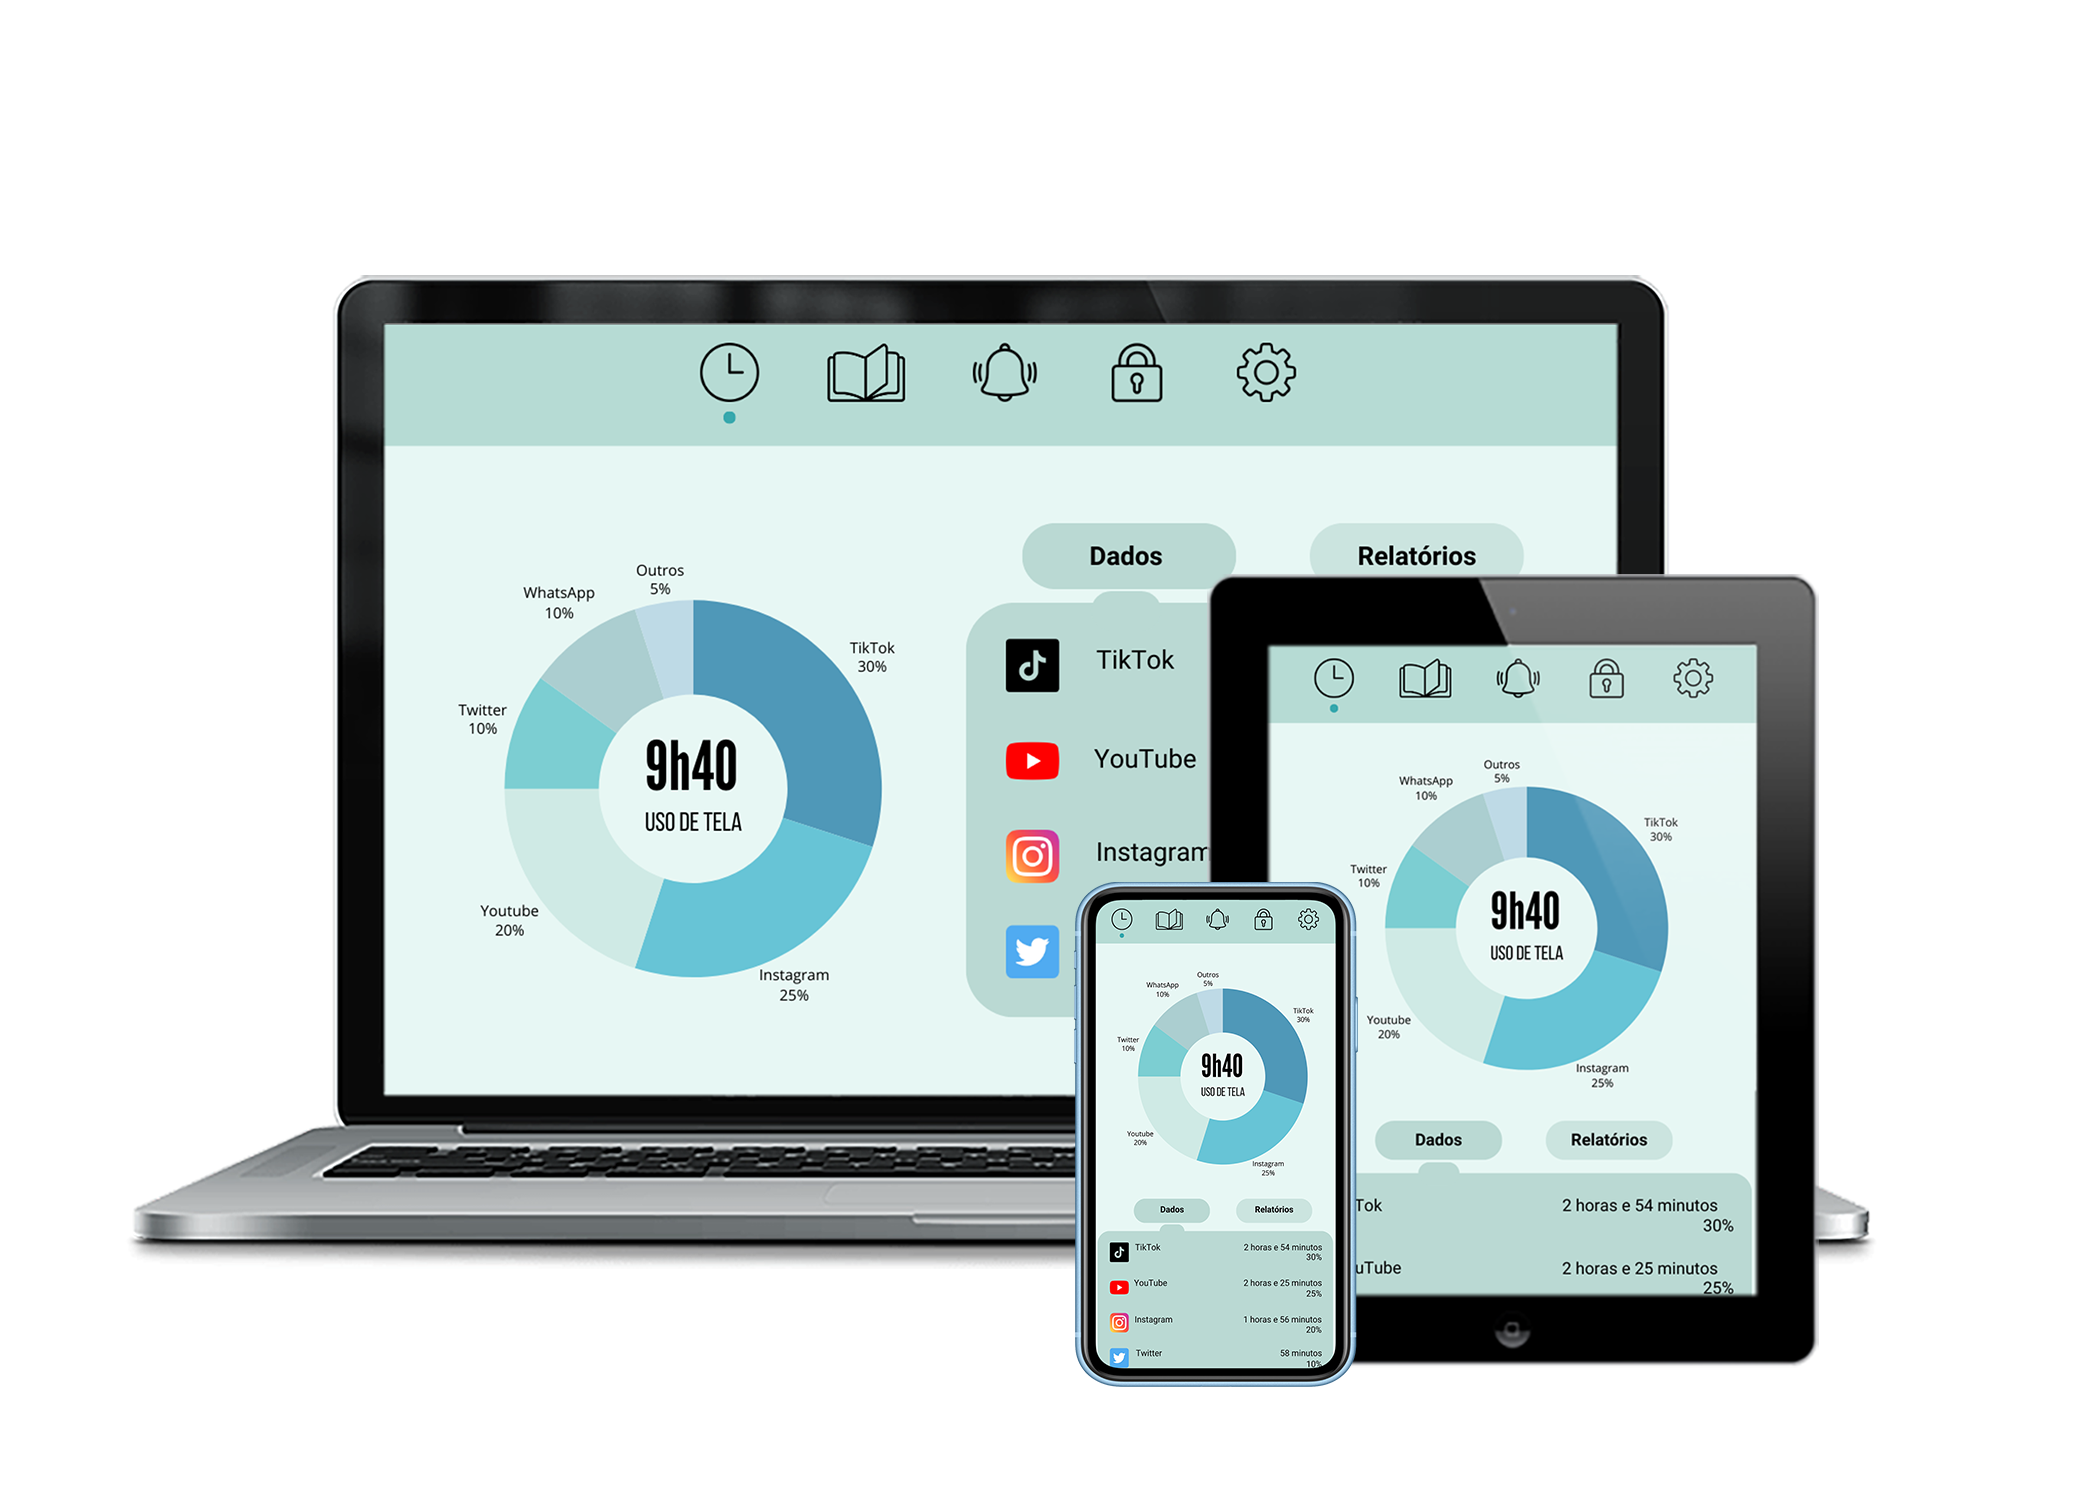 Dados
Relatórios
Outros
5%
WhatsApp
10%
TikTok
30%
Twitter
10%
9h40
USO DE TELA
Youtube
20%
Instagram
25%
TikTok
YouTube
Instagram
Outros
5%
WhatsApp
10%
TikTok
30%
Twitter
10%
9h40
USO DE TELA
Youtube
20%
Instagram
25%
Dados
Relatórios
Tok
2 horas e 54 minutos
30%
uTube
2 horas e 25 minutos
25%
Outros
5%
WhatsApp
10%
TikTok
30%
Twitter
10%
9h40
USO DE TELA
Youtube
20%
Instagram
25%
Dados
Relatórios
TikTok
2 horas e 54 minutos
30%
YouTube
2 horas e 25 minutos
25%
Instagram
1 horas e 56 minutos
20%
Twitter
58 minutos
10%